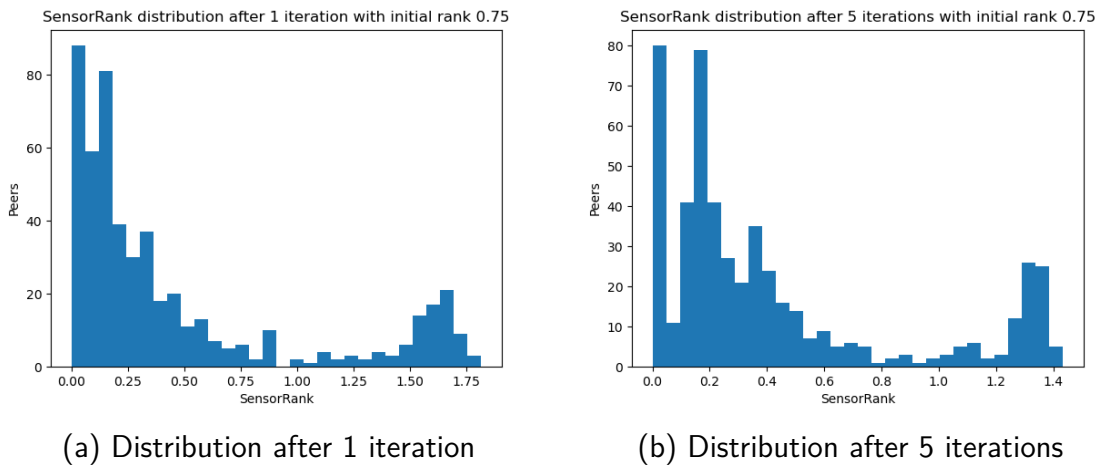 SensorRank distribution after 1 iteration with initial rank 0.75
80
60
40
20
0
Peers
0.00 0.25 0.50 0.75 1.00 1.25 1.50 1.75
SensorRank
(a) Distribution after 1 iteration
SensorRank distribution after 5 iterations with initial rank 0.75
80
70
60
50
40
30
20
10
0
Peers
0.0 0.2 0.4 0.6 0.8 1.0 1.2 1.4
SensorRank
(b) Distribution after 5 iterations